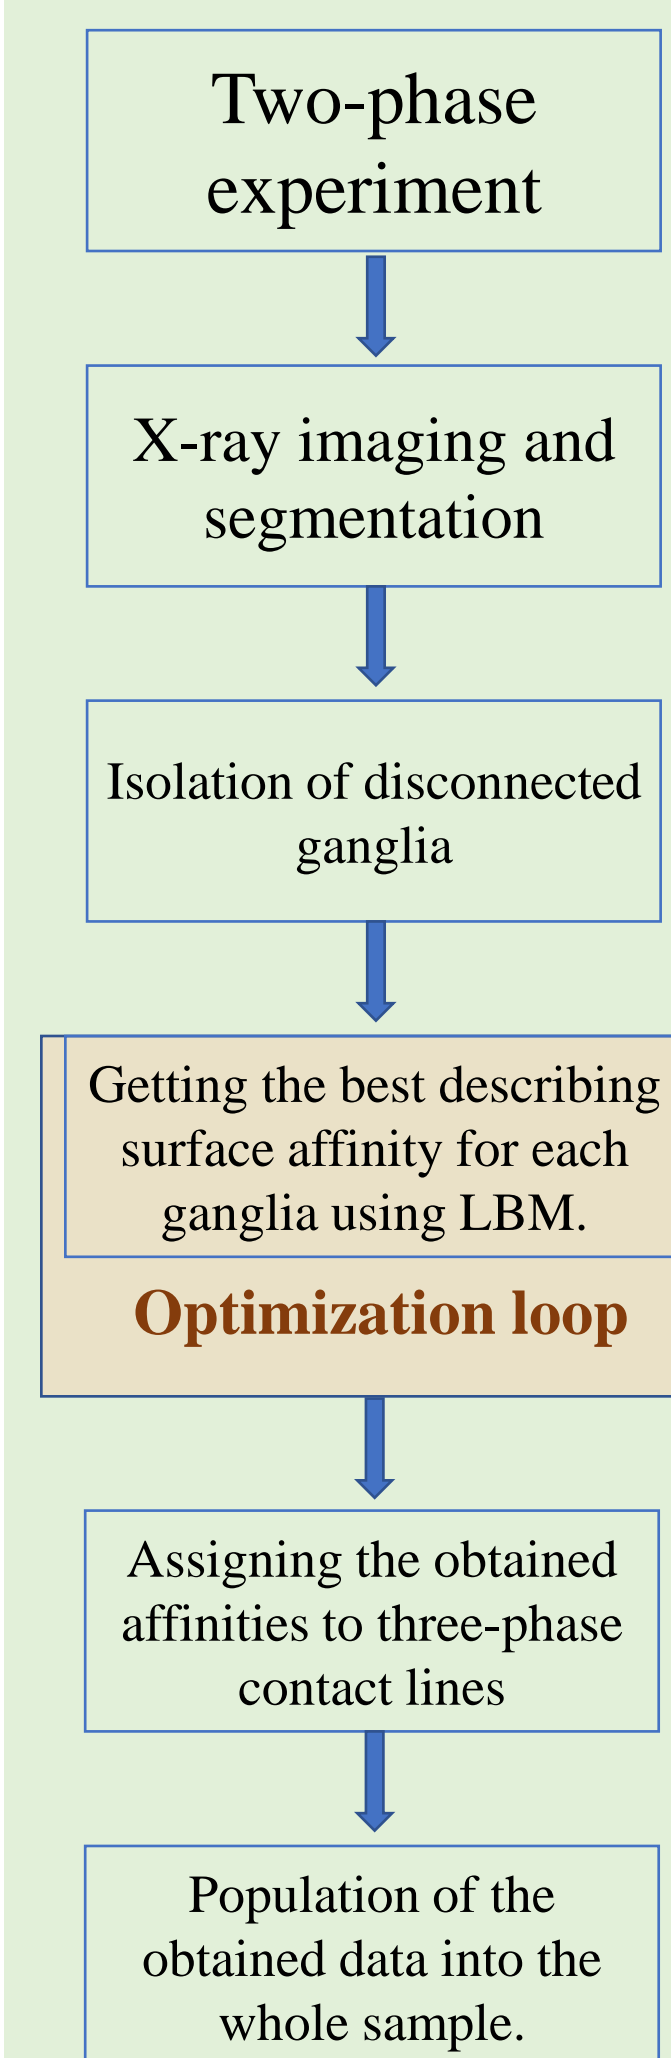 Two-phase
experiment
X-ray imaging and
segmentation
Isolation of disconnected
ganglia
Getting the best describing
surface affinity for each
ganglia using LBM.
Optimization loop
Assigning the obtained
affinities to three-phase
contact lines
Population of the
obtained data into the
whole sample.